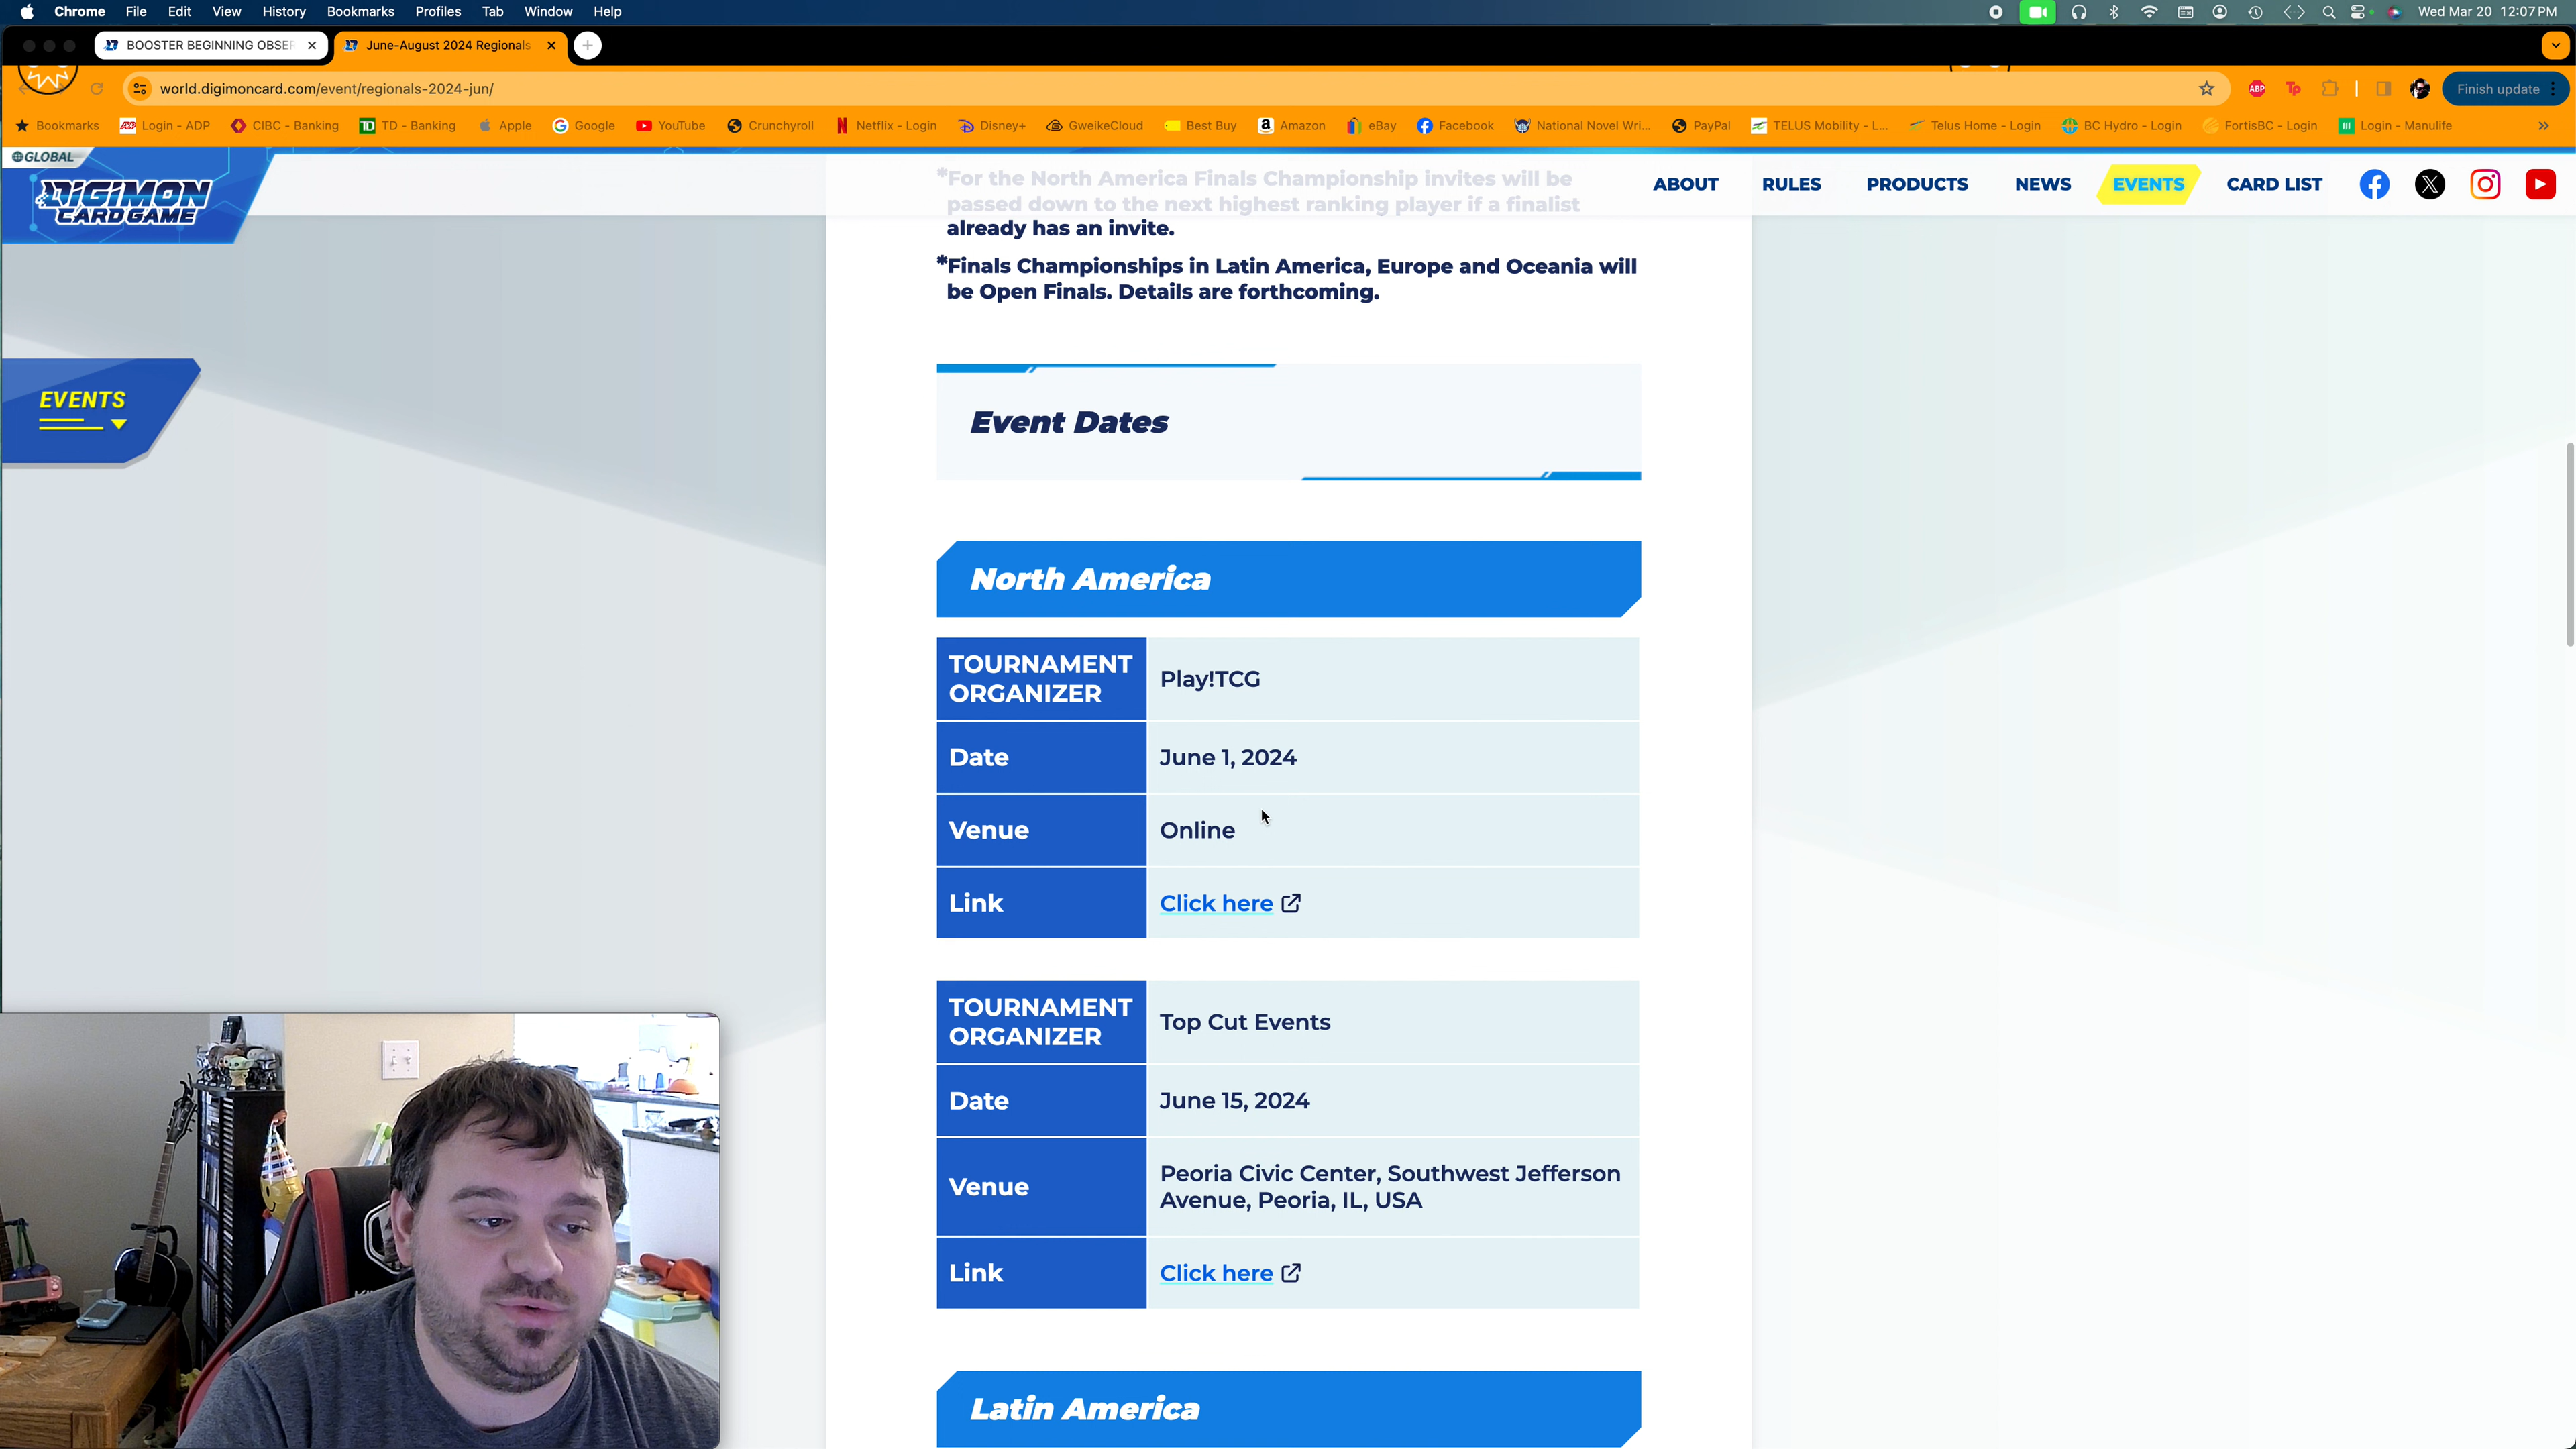 Chrome File Edit View History Bookmarks Profiles Tab Window Help Wed Mar 20 12:07 PM
BOOSTER BEGINNING OBSER June-August 2024 Regionals
world.digimoncard.com/event/regionals-2024-jun/ ABP Tp Finish update
Bookmarks Login - ADP CIBC - Banking TD - Banking Apple Google YouTube Crunchyroll Netflix - Login Disney+ GweikeCloud Best Buy Amazon eBay Facebook National Novel Wri... PayPal TELUS Mobility - L... Telus Home - Login BC Hydro - Login FortisBC - Login Login - Manulife
GLOBAL
DIGIMON
CARD GAME
ABOUT RULES PRODUCTS NEWS EVENTS CARD LIST
*For the North America Finals Championship invites will be
passed down to the next highest ranking player if a finalist
already has an invite.
*Finals Championships in Latin America, Europe and Oceania will
be Open Finals. Details are forthcoming.
EVENTS
Event Dates
North America
TOURNAMENT
ORGANIZER
Play!TCG
Date June 1, 2024
Venue Online
Link Click here
TOURNAMENT
ORGANIZER
Top Cut Events
Date June 15, 2024
Venue
Peoria Civic Center, Southwest Jefferson
Avenue, Peoria, IL, USA
Link Click here
Latin America